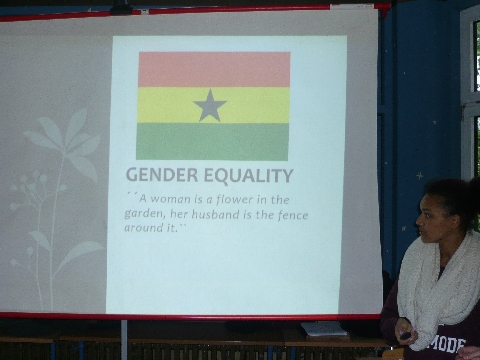 GENDER EQUALITY
´´A woman is a flower in the
garden, her husband is the fence
around it.``
MODE